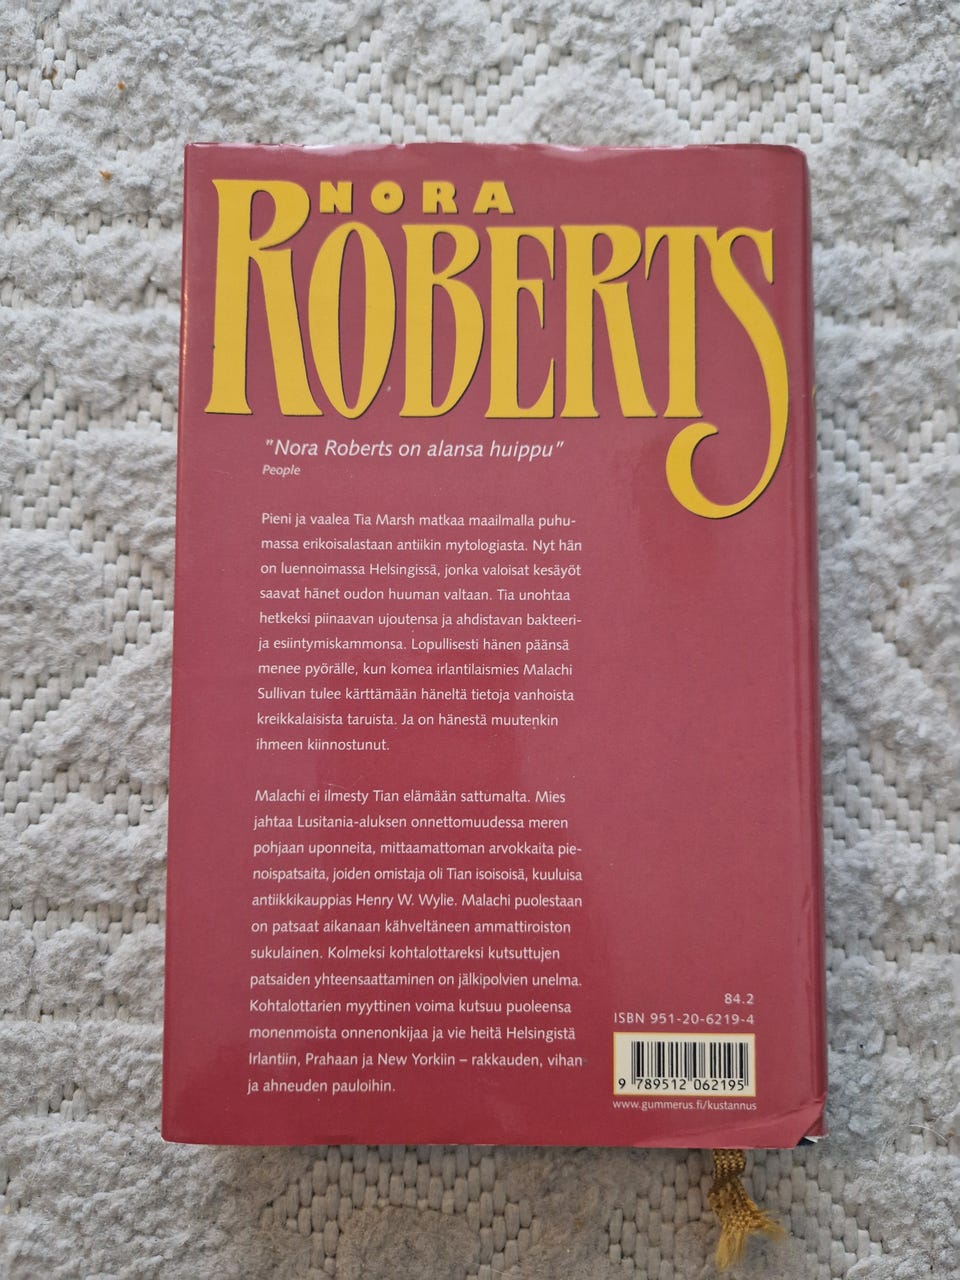 NORA
ROBERTS
"Nora Roberts on alansa huippu"
People
Pieni ja vaalea Tia Marsh matkaa maailmalla puhu-
massa erikoisalastaan antiikin mytologiasta. Nyt hän
on luennoimassa Helsingissä, jonka valoisat kesäyöt
saavat hänet oudon huuman valtaan. Tia unohtaa
hetkeksi piinaavan ujoutensa ja ahdistavan bakteeri-
ja esiintymiskammonsa. Lopullisesti hänen päänsä
menee pyörälle, kun komea irlantilaismies Malachi
Sullivan tulee kärttämään häneltä tietoja vanhoista
kreikkalaisista taruista. Ja on hänestä muutenkin
ihmeen kiinnostunut.
Malachi ei ilmesty Tian elämään sattumalta. Mies
jahtaa Lusitania-aluksen onnettomuudessa meren
pohjaan uponneita, mittaamattoman arvokkaita pie-
noispatsaita, joiden omistaja oli Tian isoisoisä, kuuluisa
antiikkikauppias Henry W. Wylie. Malachi puolestaan
on patsaat aikanaan kähveltäneen ammattiroiston
sukulainen. Kolmeksi kohtalottareksi kutsuttujen
patsaiden yhteensaattaminen on jälkipolvien unelma.
Kohtalottarien myyttinen voima kutsuu puoleensa
monenmoista onnenonkijaa ja vie heitä Helsingistä
Irlantiin, Prahaan ja New Yorkiin – rakkauden, vihan
ja ahneuden pauloihin.
84.2
ISBN 951-20-6219-4
9 789512 062195
www.gummerus.fi/kustannus